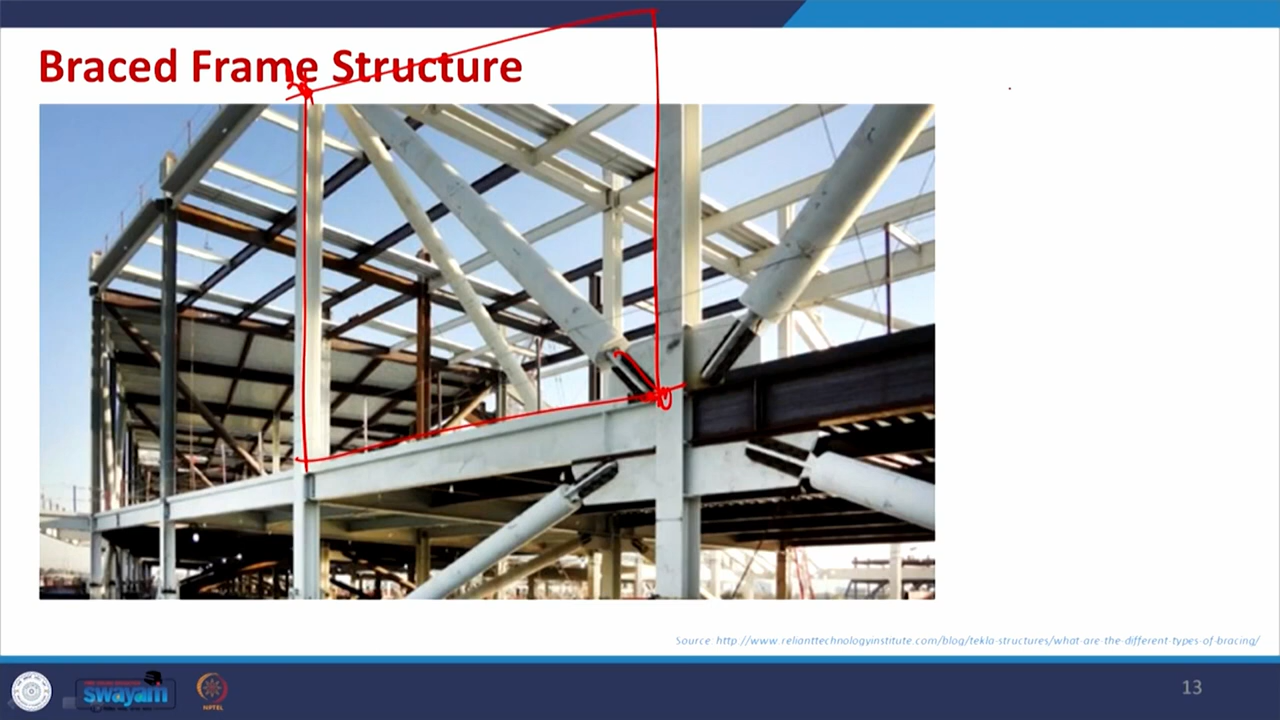 Braced Frame Structure
Source: http://www.relianttechnologyinstitute.com/blog/tekla-structures/what-are-the-different-types-of-bracing/
swayam
NPTEL
13